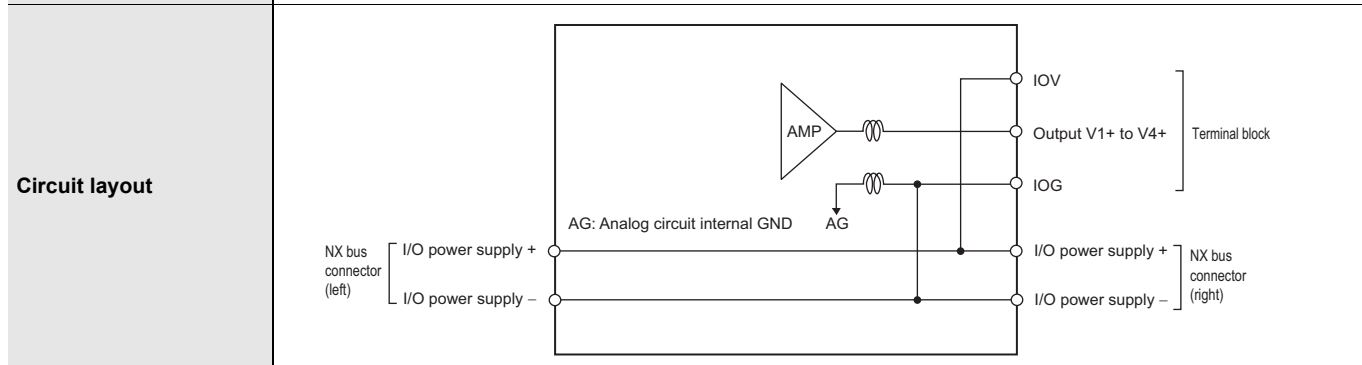 Circuit layout
IOV
AMP
Output V1+ to V4+
Terminal block
IOG
AG: Analog circuit internal GND
AG
NX bus
connector
(left)
I/O power supply +
I/O power supply –
I/O power supply +
I/O power supply –
NX bus
connector
(right)